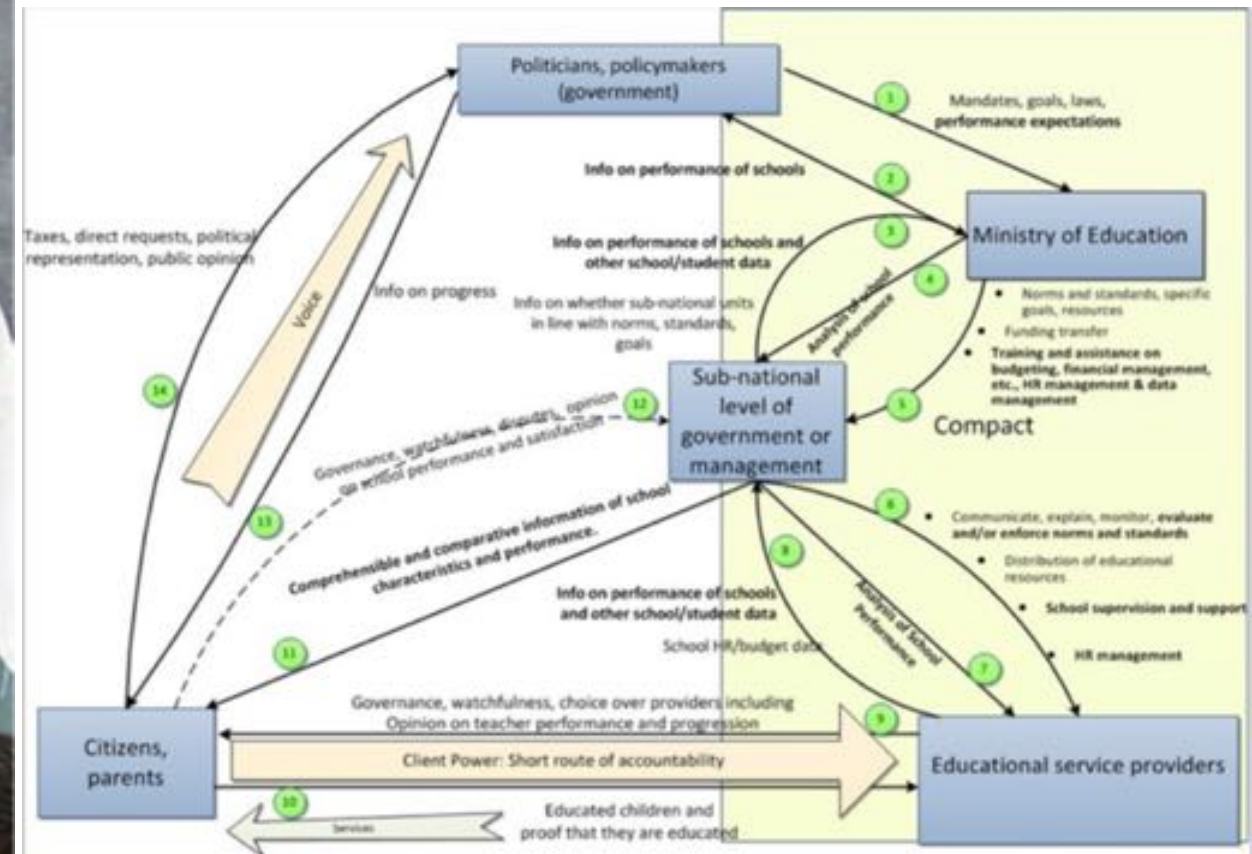 Politicians, policymakers
(government)
1
Mandates, goals, laws,
performance expectations
Info on performance of schools
2
Ministry of Education
3
Info on performance of schools and
other school/student data
4
Analysis of school
performance
Taxes, direct requests, political
representation, public opinion
Voice
Info on progress
Info on whether sub-national units
in line with norms, standards,
goals
• Norms and standards, specific
goals, resources
• Funding transfer
• Training and assistance on
budgeting, financial management,
etc., HR management & data
management
5
Compact
Sub-national
level of
government or
management
14
12
Governance, watchfulness, disputes, opinion
on school performance and satisfaction
13
Comprehensible and comparative information of school
characteristics and performance.
6
• Communicate, explain, monitor, evaluate
and/or enforce norms and standards
• Distribution of educational
resources
• School supervision and support
• HR management
8
Info on performance of schools
and other school/student data
School HR/budget data
Analysis of School
Performance
7
11
Governance, watchfulness, choice over providers including
Opinion on teacher performance and progression
9
Citizens,
parents
Client Power: Short route of accountability
Educational service providers
10
Services
Educated children and
proof that they are educated